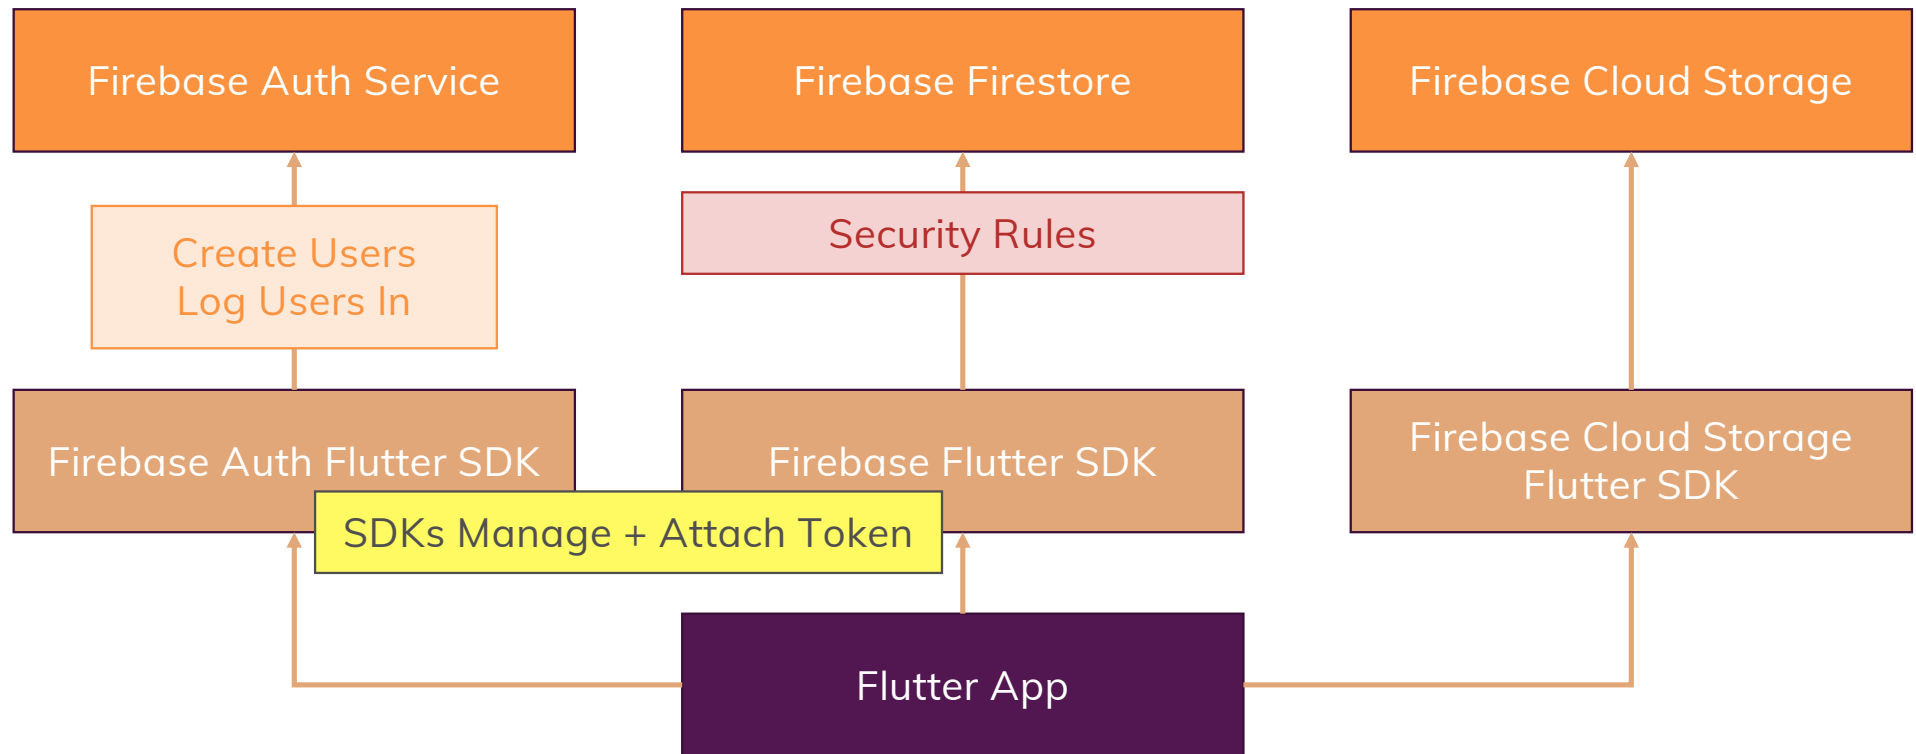 Firebase Auth Service
Firebase Firestore
Firebase Cloud Storage
Create Users
Log Users In
Security Rules
Firebase Auth Flutter SDK
Firebase Flutter SDK
Firebase Cloud Storage
Flutter SDK
SDKs Manage + Attach Token
Flutter App